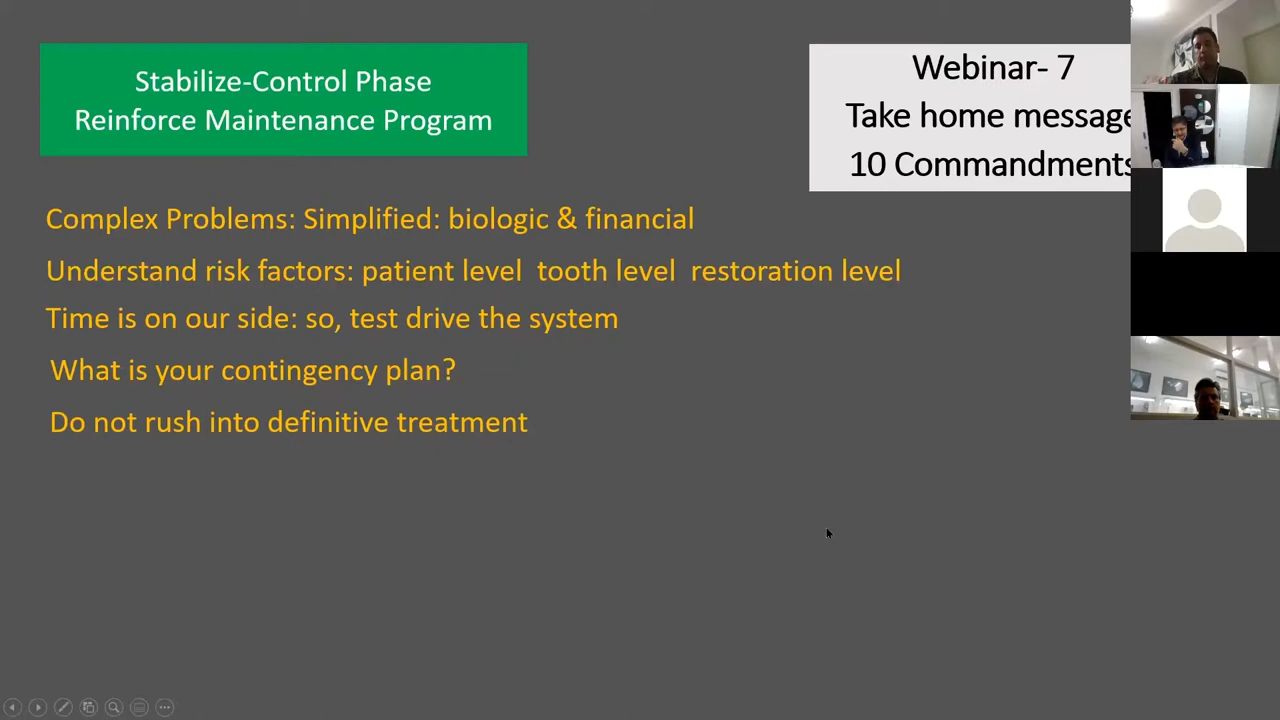 Stabilize-Control Phase
Reinforce Maintenance Program
Webinar- 7
Take home message
10 Commandments
Complex Problems: Simplified: biologic & financial
Understand risk factors: patient level tooth level restoration level
Time is on our side: so, test drive the system
What is your contingency plan?
Do not rush into definitive treatment